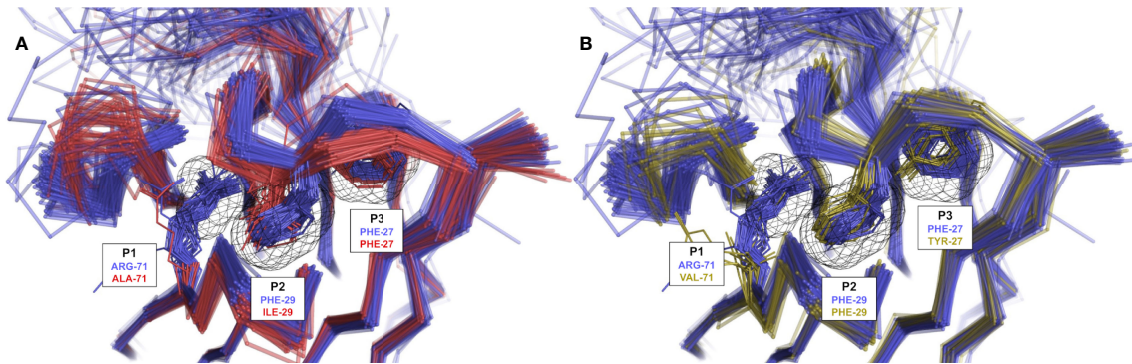 A
P1
ARG-71
ALA-71
P2
PHE-29
ILE-29
P3
PHE-27
PHE-27
B
P1
ARG-71
VAL-71
P2
PHE-29
PHE-29
P3
PHE-27
TYR-27